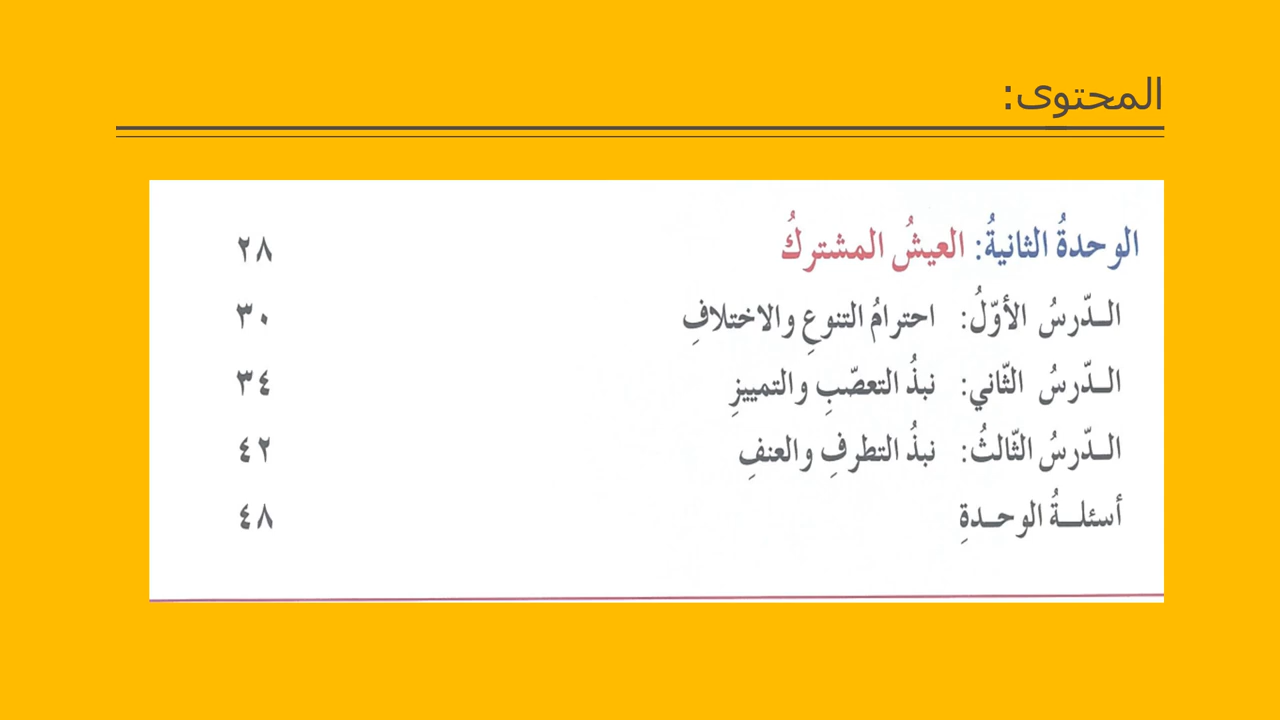 المحتوى:
الوحدةُ الثانيةُ: العيشُ المشتركُ ٢٨
الـدّرسُ الأوّلُ: احترامُ التنوعِ والاختلافِ ٣٠
الـدّرسُ الثّاني: نبذُ التعصّبِ والتمييزِ ٣٤
الـدّرسُ الثّالثُ: نبذُ التطرفِ والعنفِ ٤٢
أسئلـــةُ الوحـدةِ ٤٨